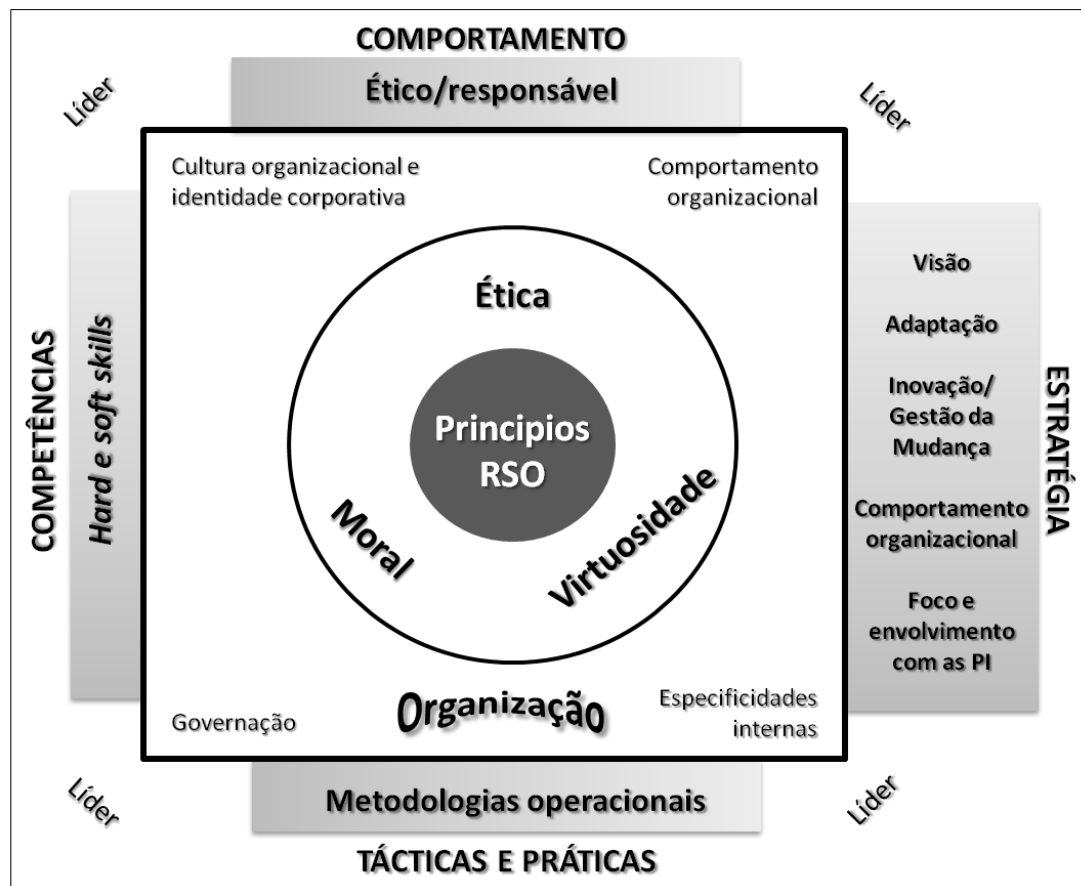 COMPORTAMENTO
Ético/responsável
Líder
Líder
Cultura organizacional e
identidade corporativa
Comportamento
organizacional
COMPETÊNCIAS
Hard e soft skills
Ética
Moral
Virtuosidade
Principios
RSO
Visão
Adaptação
Inovação/
Gestão da
Mudança
Comportamento
organizacional
Foco e
envolvimento
com as PI
ESTRATÉGIA
Governação
Organização
Especificidades
internas
Líder
Líder
Metodologias operacionais
TÁCTICAS E PRÁTICAS